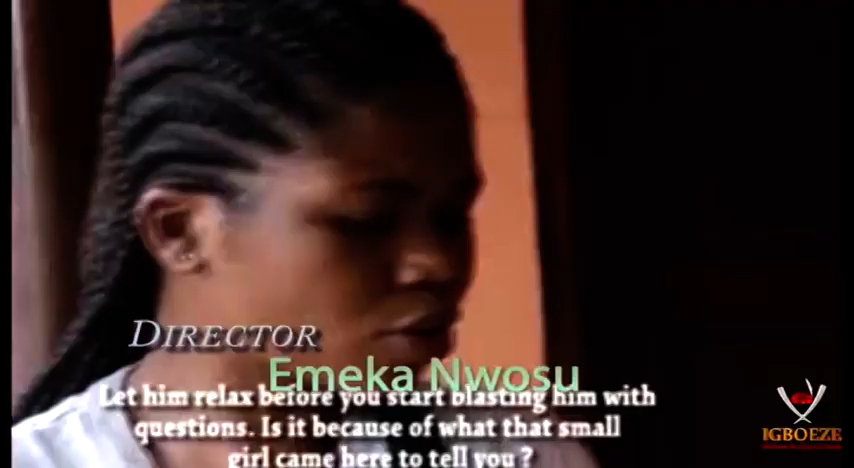 DIRECTOR
Emeka Nwosu
Let him relax before you start blasting him with
questions. Is it because of what that small
girl came here to tell you ?
IGBOEZE